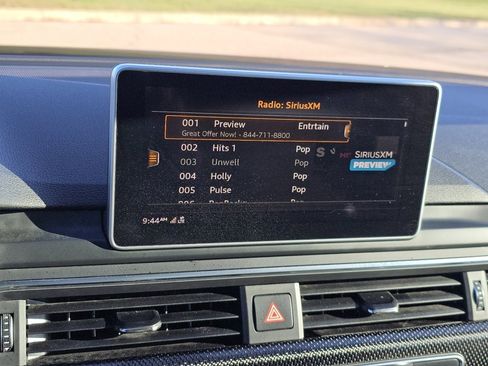 Radio: SiriusXM
001 Preview Entrtain
Great Offer Now! - 844-711-8800
002 Hits 1 Pop
003 Unwell Pop
004 Holly Pop
005 Pulse Pop
SIRIUSXM
PREVIEW
9:44AM